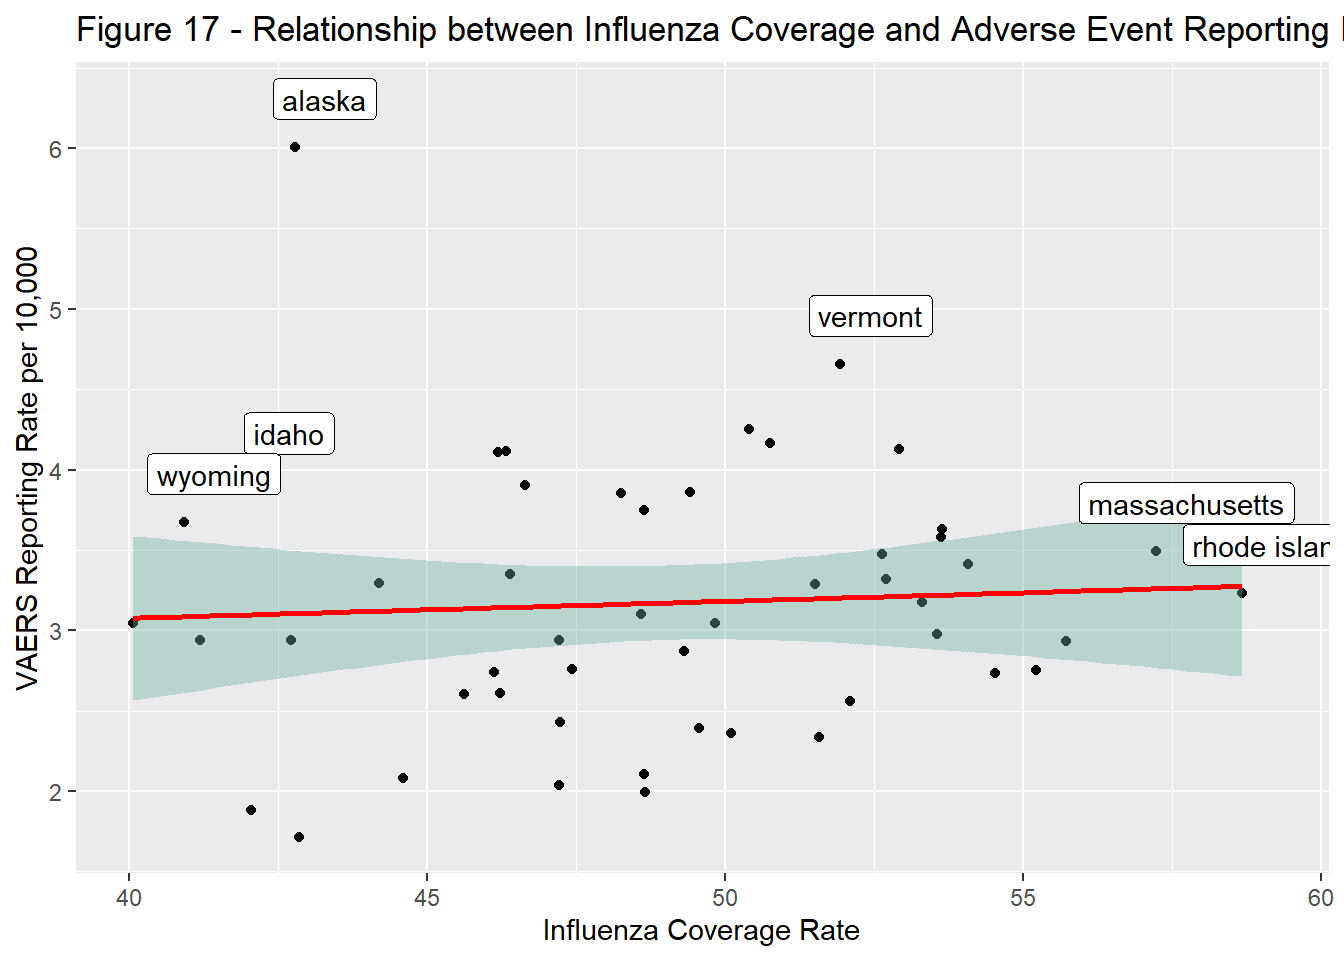 Figure 17 - Relationship between Influenza Coverage and Adverse Event Reporting
alaska
6
vermont
5
idaho
wyoming
4
massachusetts
rhode islan
3
2
VAERS Reporting Rate per 10,000
40 45 50 55 60
Influenza Coverage Rate